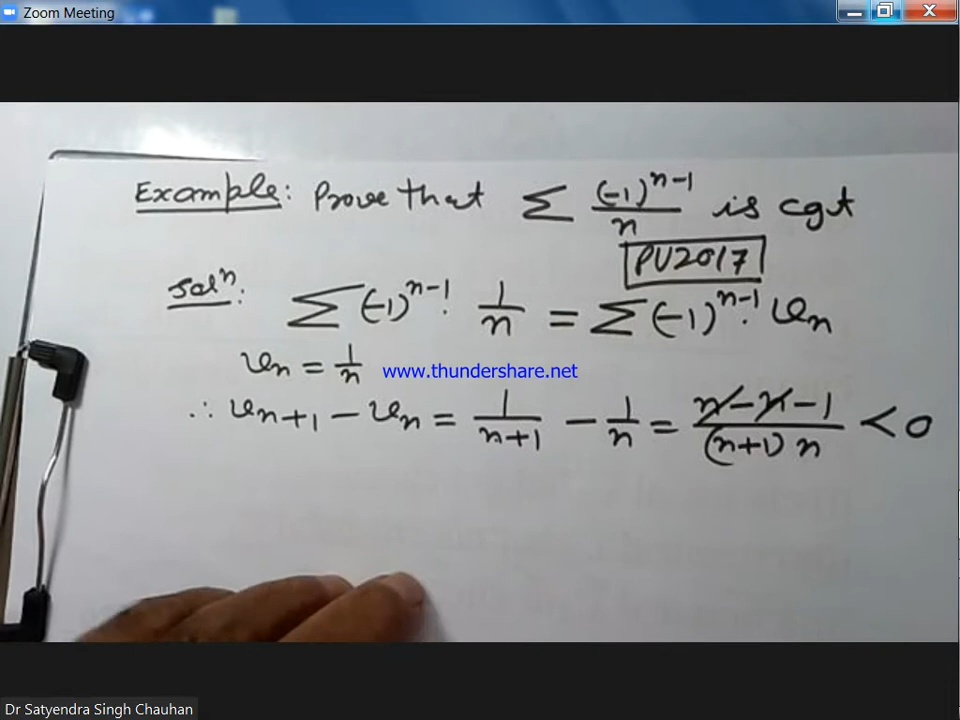 Zoom Meeting
Example: Prove that ∑ (-1)^{n-1}/n is cgt
PU2017
Solⁿ: ∑ (-1)^{n-1} · 1/n = ∑ (-1)^{n-1} · un
un = 1/n
www.thundershare.net
∴ un+1 - un = 1/(n+1) - 1/n = (n-n-1)/((n+1) n) < 0
Dr Satyendra Singh Chauhan